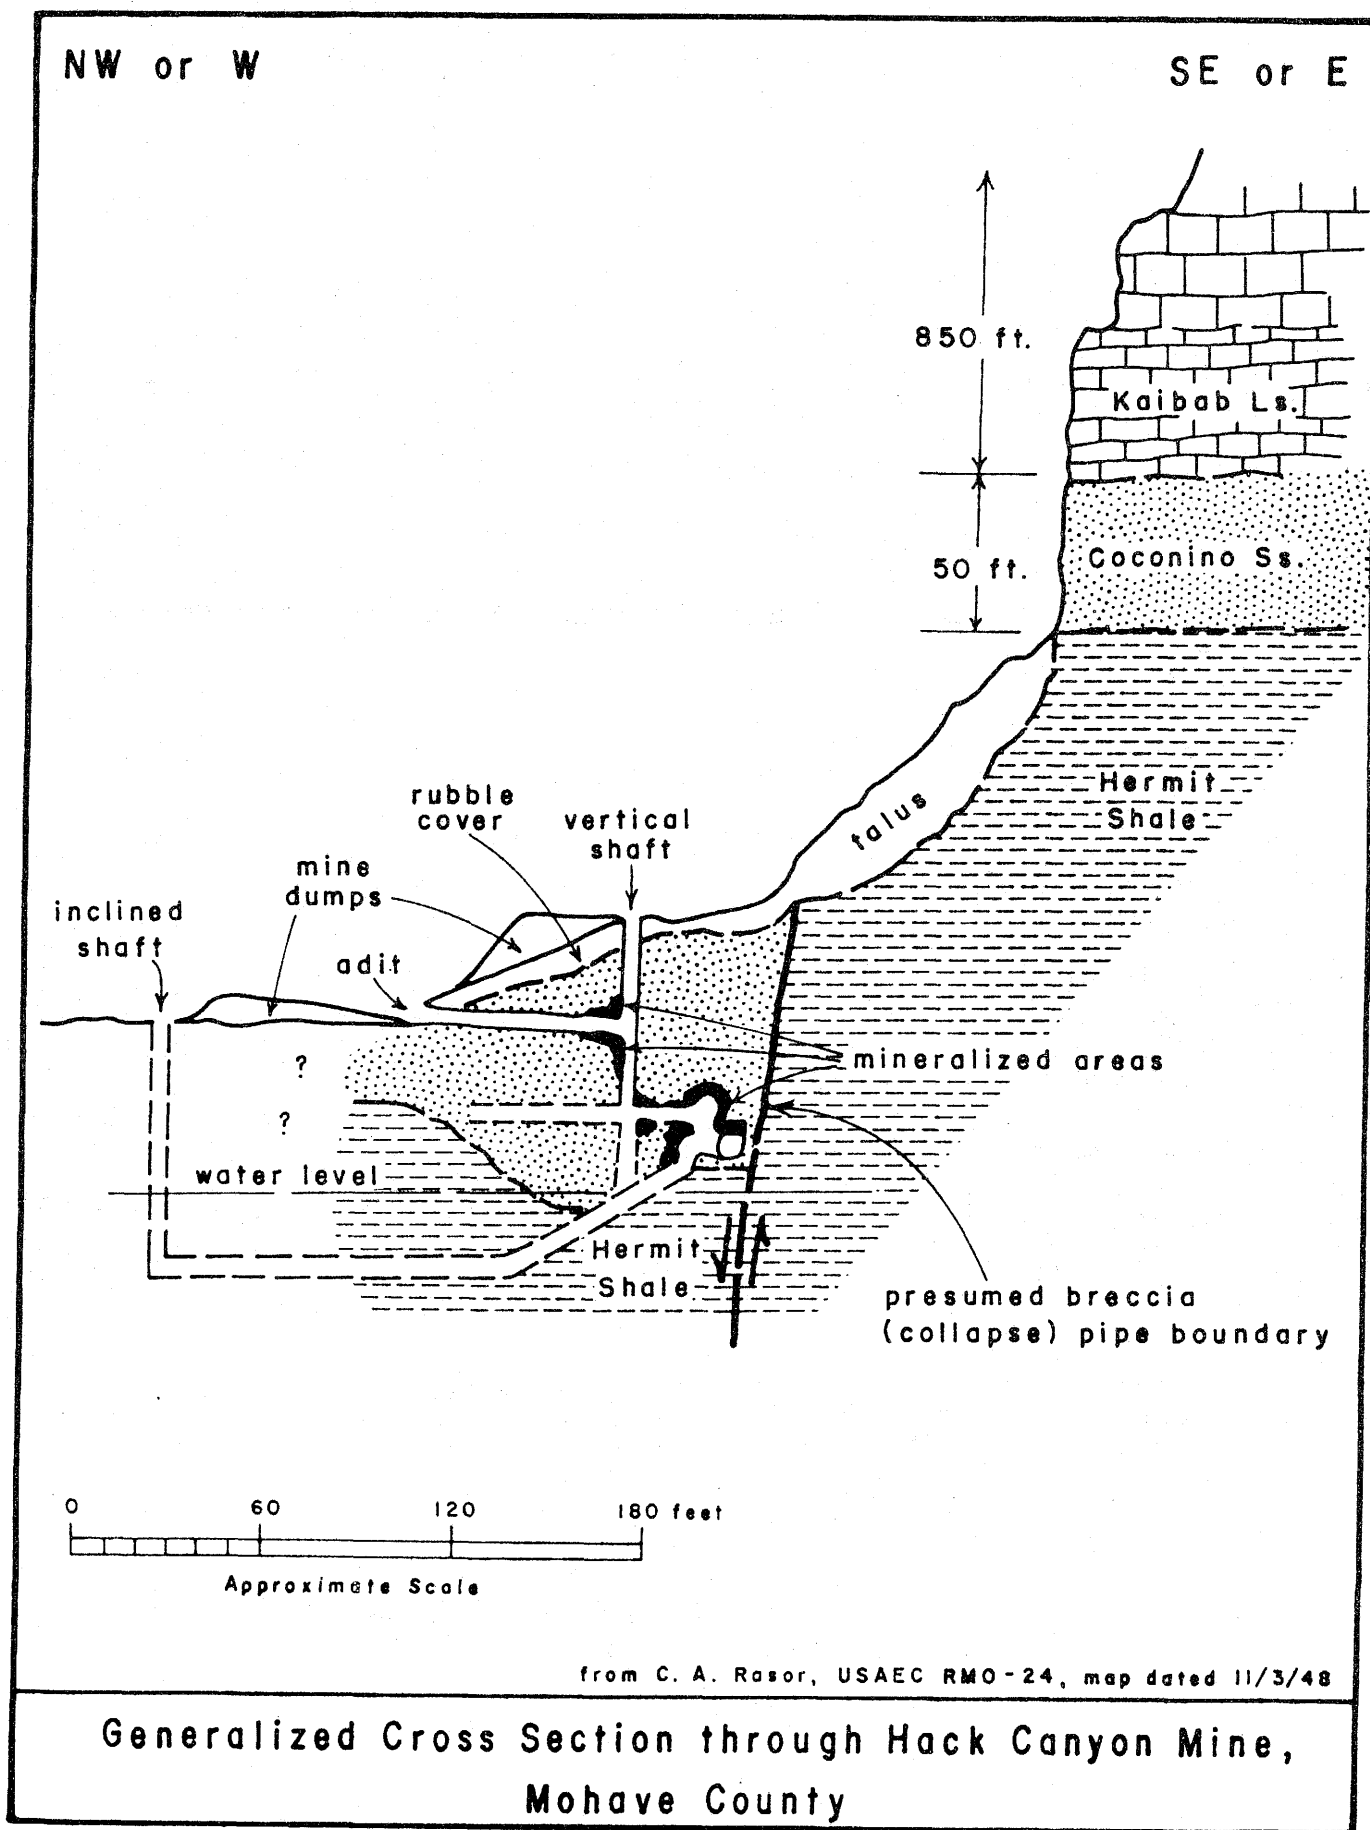 NW or W
SE or E
850 ft.
Kaibab Ls.
50 ft.
Coconino Ss.
Hermit
Shale
talus
rubble
cover
vertical
shaft
mine
dumps
inclined
shaft
adit
mineralized areas
?
?
water level
Hermit
Shale
presumed breccia
(collapse) pipe boundary
0 60 120 180 feet
Approximate Scale
from C. A. Rasor, USAEC RMO-24, map dated 11/3/48
Generalized Cross Section through Hack Canyon Mine,
Mohave County